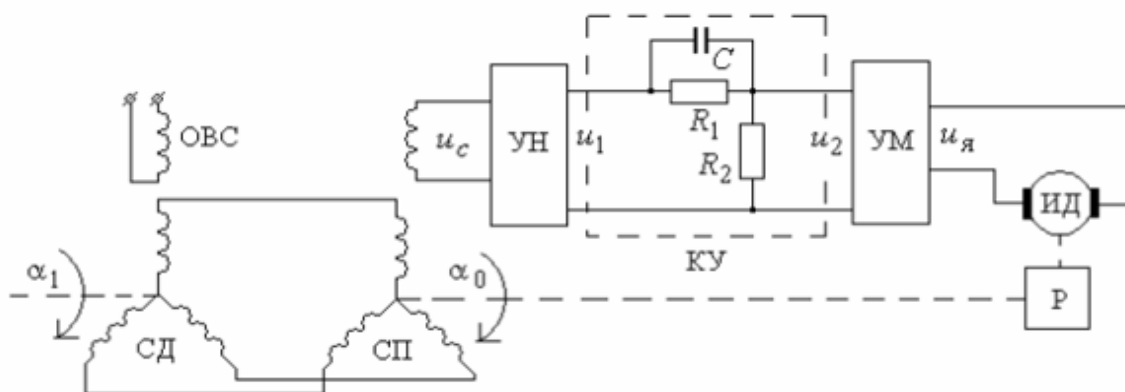 ОВС
u_c
УН
u_1
C
R_1
R_2
u_2
УМ
u_я
ИД
КУ
α_1
α_0
Р
СД
СП